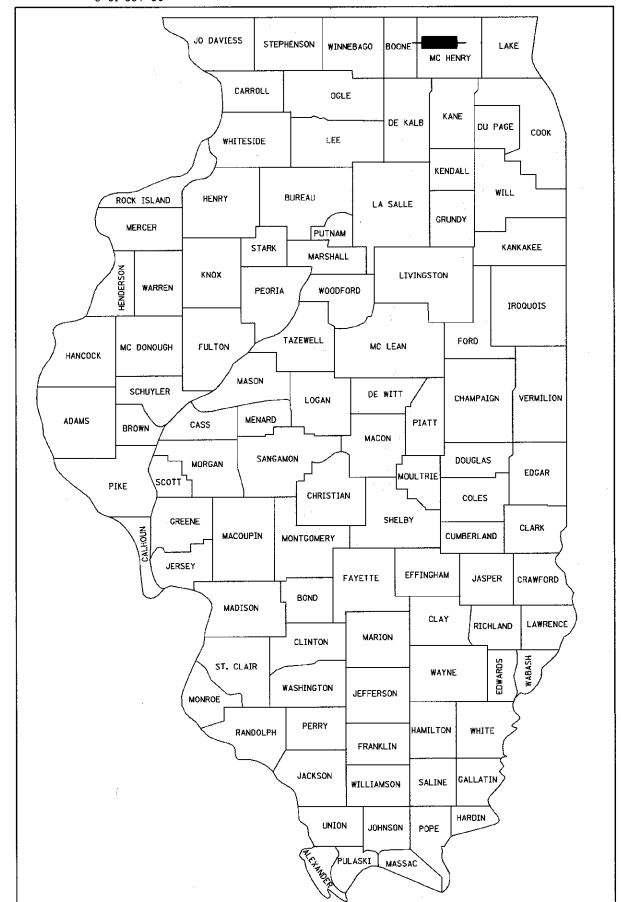 JO DAVIESS
STEPHENSON
WINNEBAGO
BOONE
MC HENRY
LAKE
CARROLL
OGLE
DE KALB
KANE
DU PAGE
COOK
WHITESIDE
LEE
KENDALL
WILL
ROCK ISLAND
HENRY
BUREAU
LA SALLE
GRUNDY
MERCER
PUTNAM
STARK
MARSHALL
KANKAKEE
HENDERSON
WARREN
KNOX
PEORIA
WOODFORD
LIVINGSTON
IROQUOIS
HANCOCK
MC DONOUGH
FULTON
TAZEWELL
MC LEAN
FORD
MASON
SCHUYLER
LOGAN
DE WITT
CHAMPAIGN
VERMILION
ADAMS
BROWN
CASS
MENARD
PIATT
MACON
MORGAN
SANGAMON
DOUGLAS
EDGAR
PIKE
SCOTT
CHRISTIAN
MOULTRIE
COLES
GREENE
MACOUPIN
MONTGOMERY
SHELBY
CUMBERLAND
CLARK
CALHOUN
JERSEY
FAYETTE
EFFINGHAM
JASPER
CRAWFORD
MADISON
BOND
CLAY
RICHLAND
LAWRENCE
CLINTON
MARION
ST. CLAIR
WAYNE
EDWARDS
WABASH
WASHINGTON
JEFFERSON
MONROE
RANDOLPH
PERRY
HAMILTON
WHITE
FRANKLIN
JACKSON
WILLIAMSON
SALINE
GALLATIN
UNION
JOHNSON
POPE
HARDIN
ALEXANDER
PULASKI
MASSAC